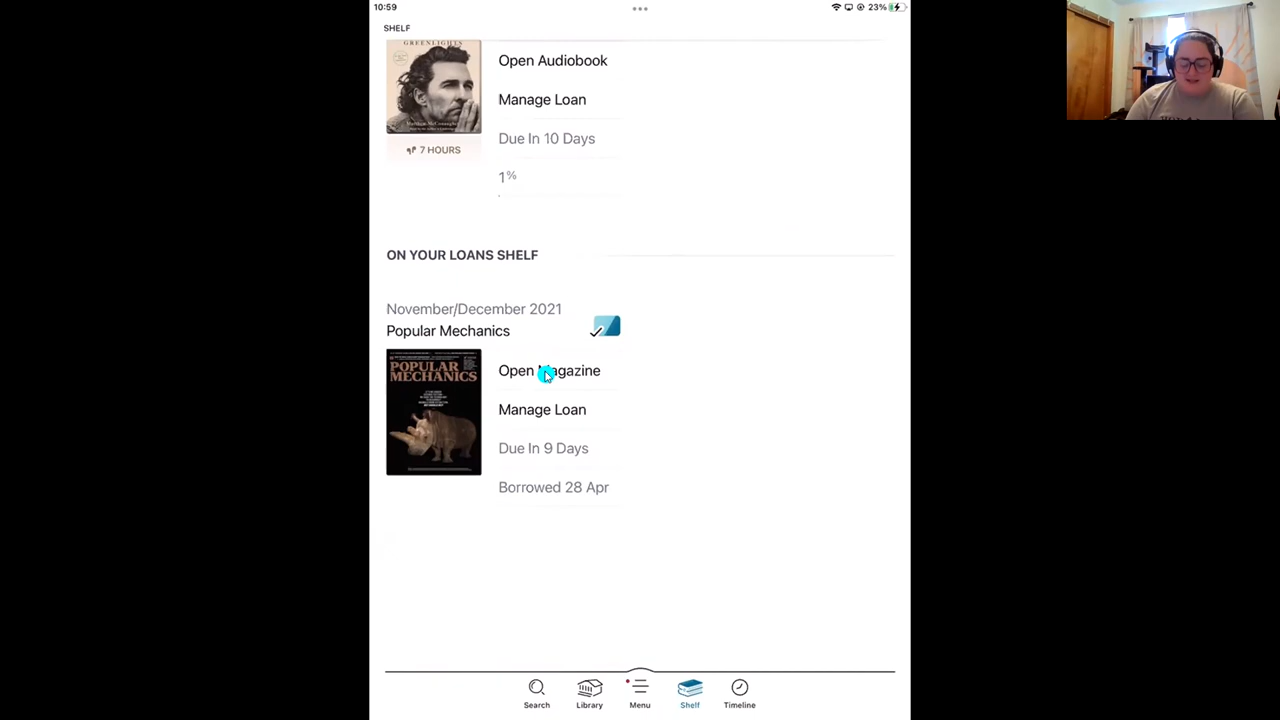 10:59
23%
SHELF
GREENLIGHTS
Open Audiobook
Manage Loan
7 HOURS
Due In 10 Days
1%
ON YOUR LOANS SHELF
November/December 2021
Popular Mechanics
POPULAR
MECHANICS
Open Magazine
Manage Loan
Due In 9 Days
Borrowed 28 Apr
Search
Library
Menu
Shelf
Timeline